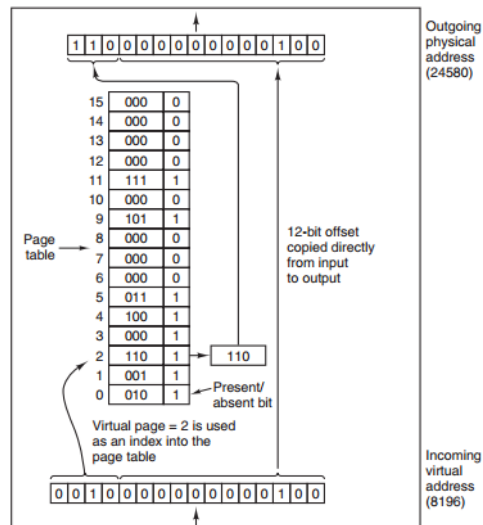 1 1 0 0 0 0 0 0 0 0 0 0 1 0 0
Outgoing
physical
address
(24580)
15 000 0
14 000 0
13 000 0
12 000 0
11 111 1
10 000 0
9 101 1
8 000 0
7 000 0
6 000 0
5 011 1
4 100 1
3 000 1
2 110 1 110
1 001 1
0 010 1
Page
table
12-bit offset
copied directly
from input
to output
Present/
absent bit
Virtual page = 2 is used
as an index into the
page table
0 0 1 0 0 0 0 0 0 0 0 0 0 1 0 0
Incoming
virtual
address
(8196)